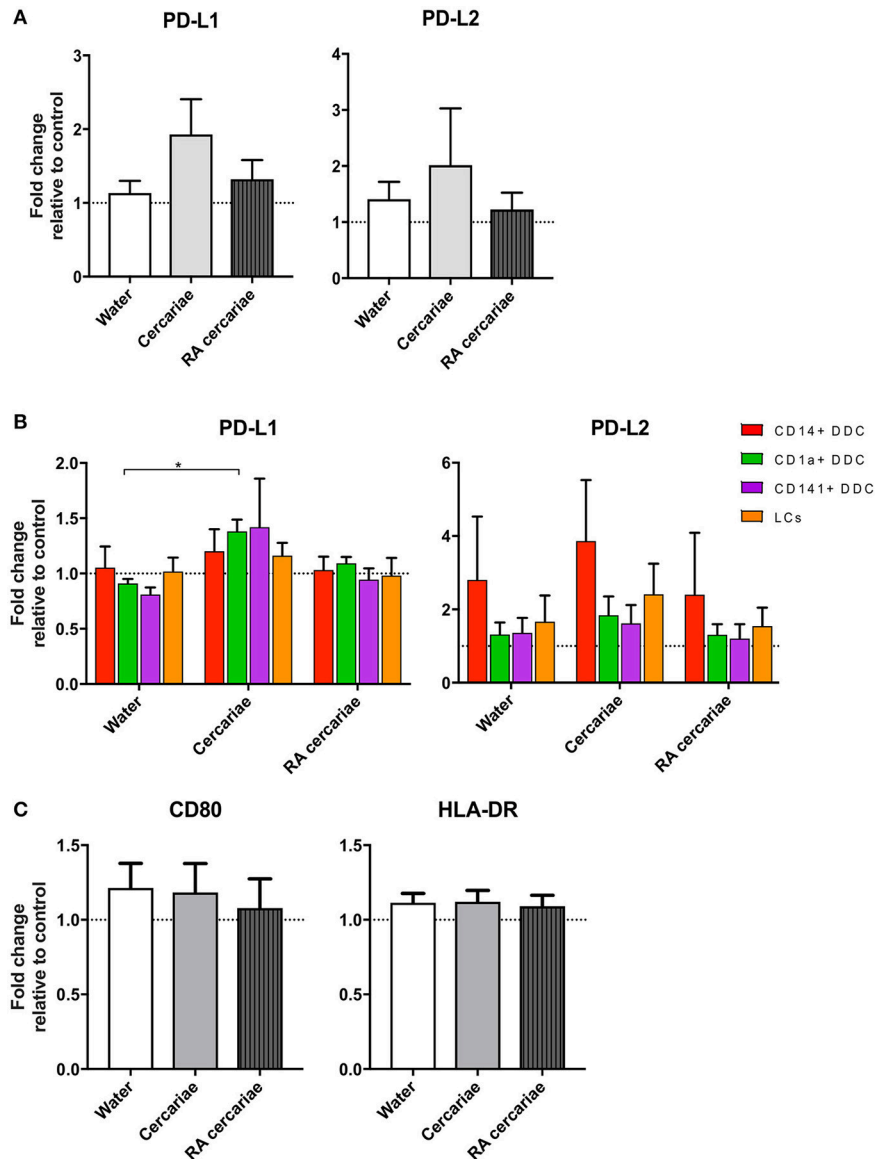 A
PD-L1
PD-L2
Fold change
relative to control
3
2
1
0
4
3
2
1
0
Water
Cercariae
RA cercariae
Water
Cercariae
RA cercariae
B
PD-L1
PD-L2
CD14+ DDC
CD1a+ DDC
CD141+ DDC
LCs
Fold change
relative to control
2.0
1.5
1.0
0.5
0.0
*
6
4
2
0
Water
Cercariae
RA cercariae
Water
Cercariae
RA cercariae
C
CD80
HLA-DR
Fold change
relative to control
1.5
1.0
0.5
0.0
1.5
1.0
0.5
0.0
Water
Cercariae
RA cercariae
Water
Cercariae
RA cercariae